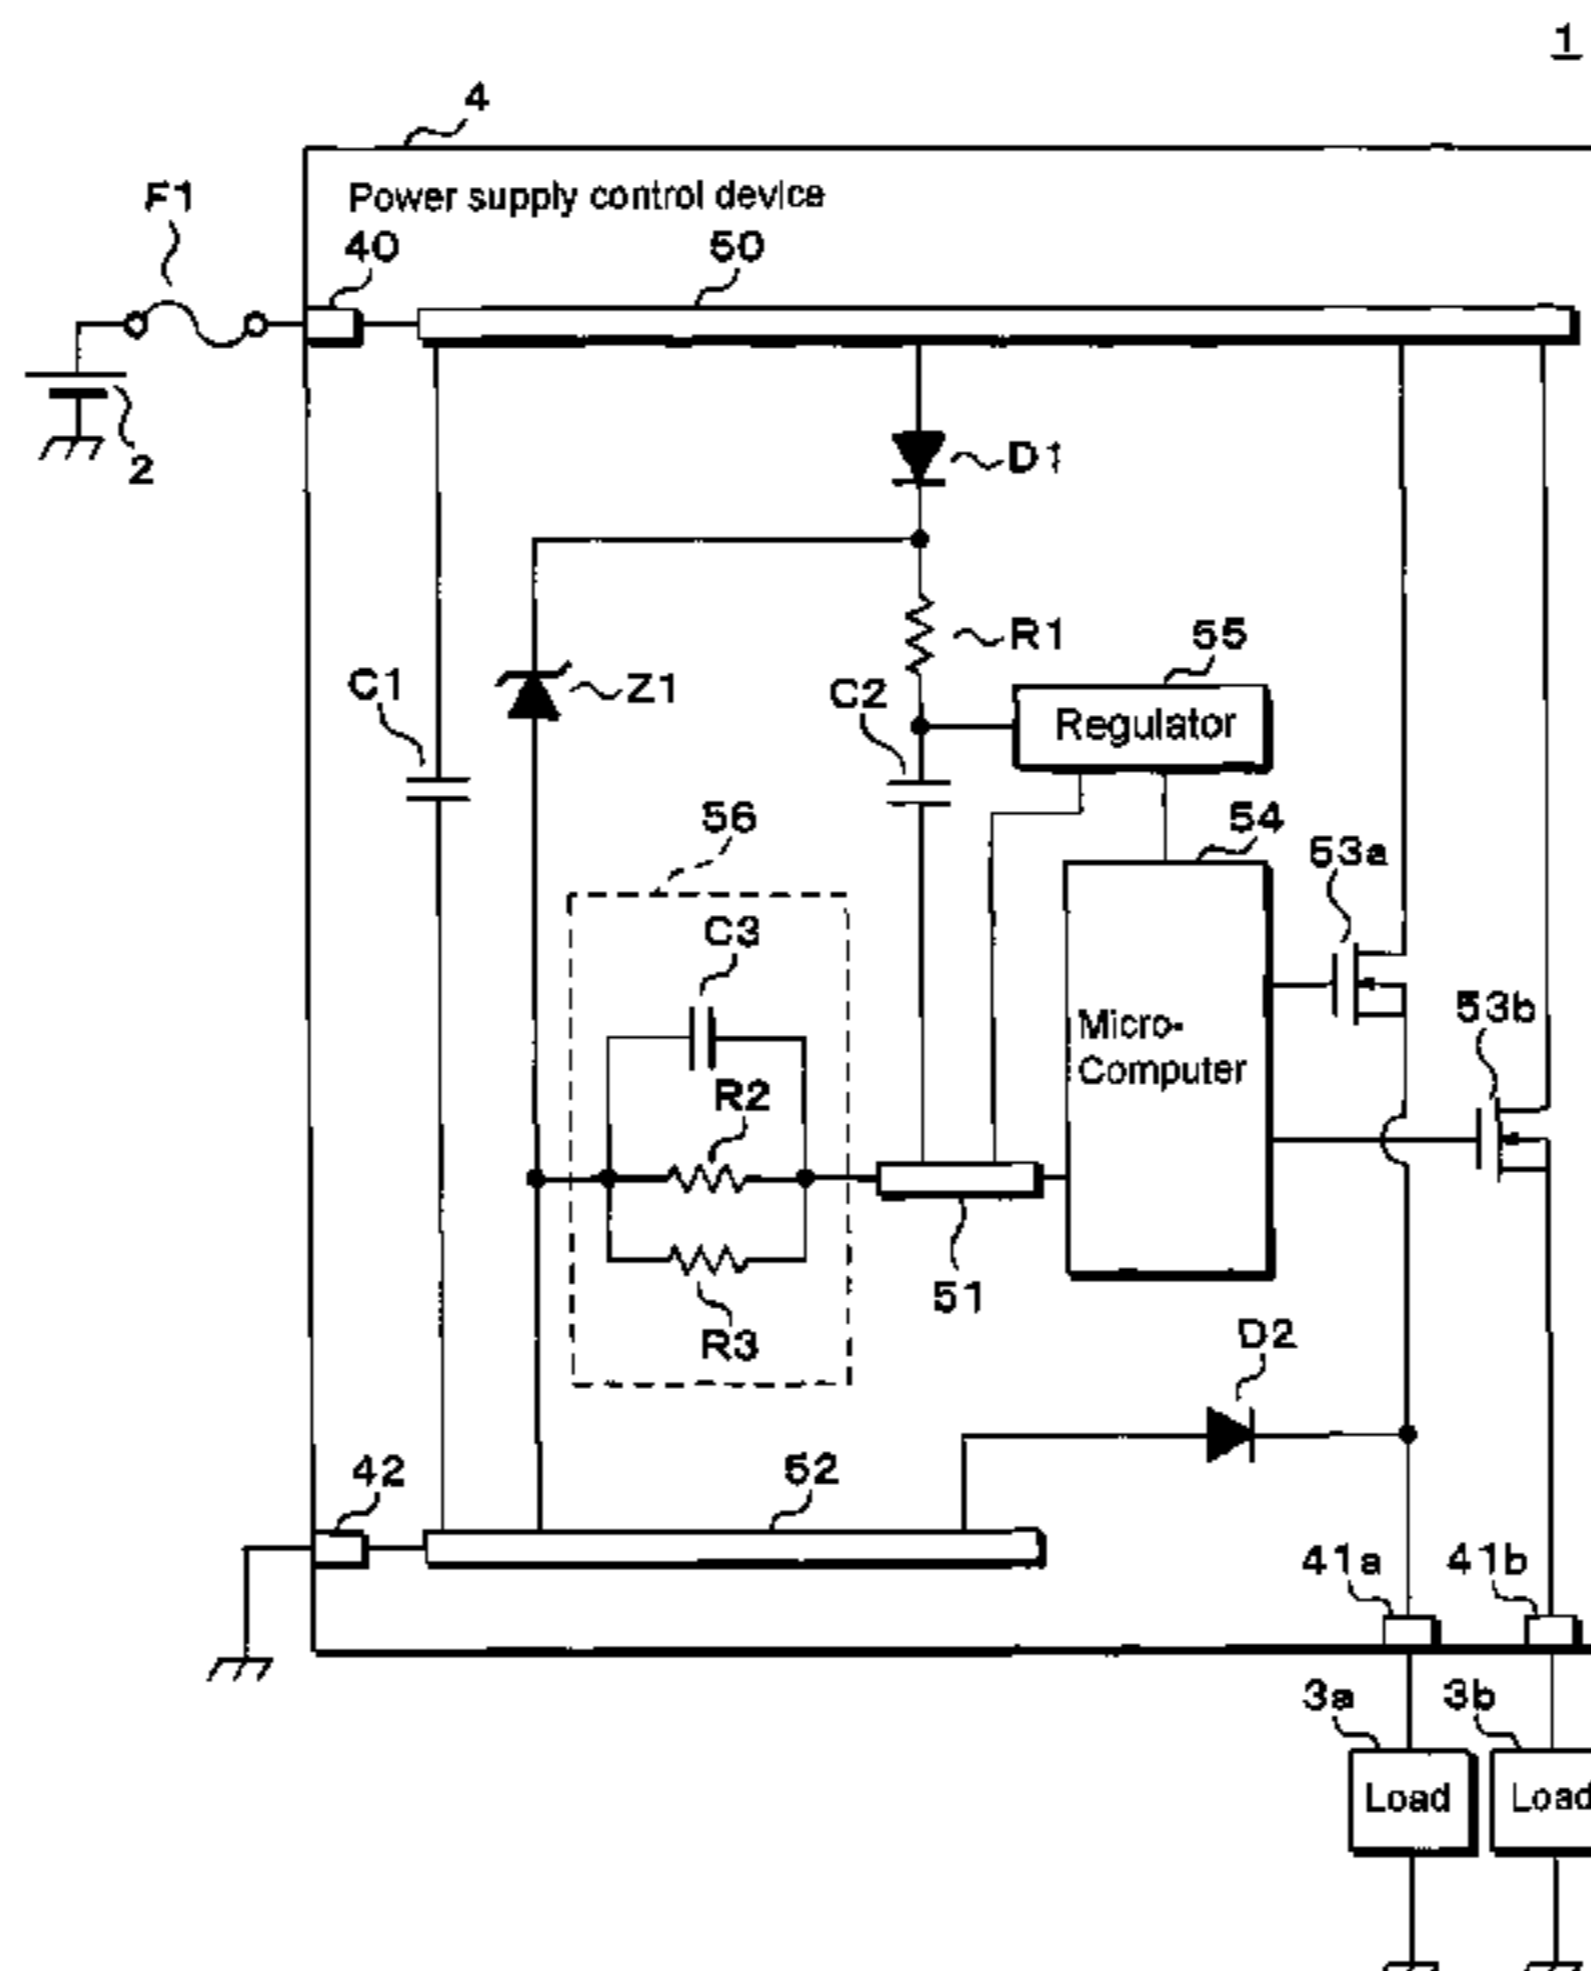 1
4
F1
Power supply control device
40
50
2
D1
R1
55
C1
Z1
C2
Regulator
56
54
53a
C3
53b
Micro-
Computer
R2
51
R3
D2
42
52
41a
41b
3a
3b
Load
Load